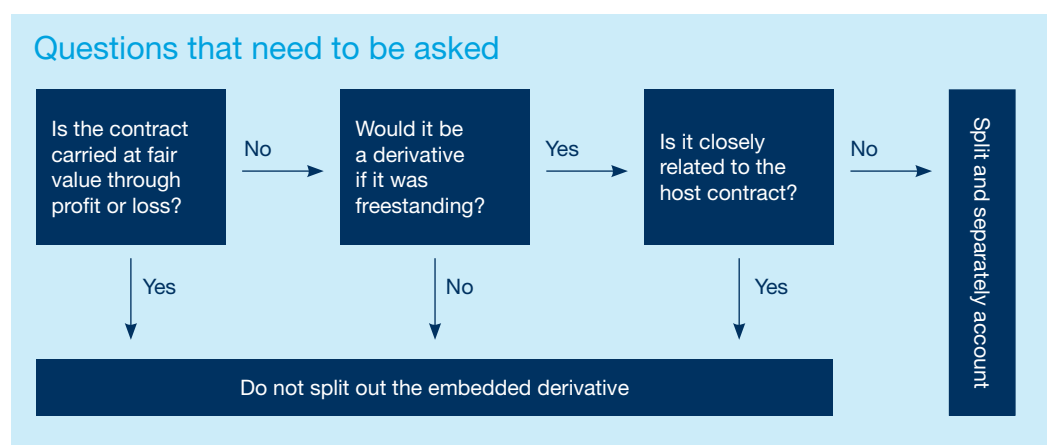 Questions that need to be asked
Is the contract
carried at fair
value through
profit or loss?
No
Would it be
a derivative
if it was
freestanding?
Yes
Is it closely
related to the
host contract?
No
Split and separately account
Yes
No
Yes
Do not split out the embedded derivative